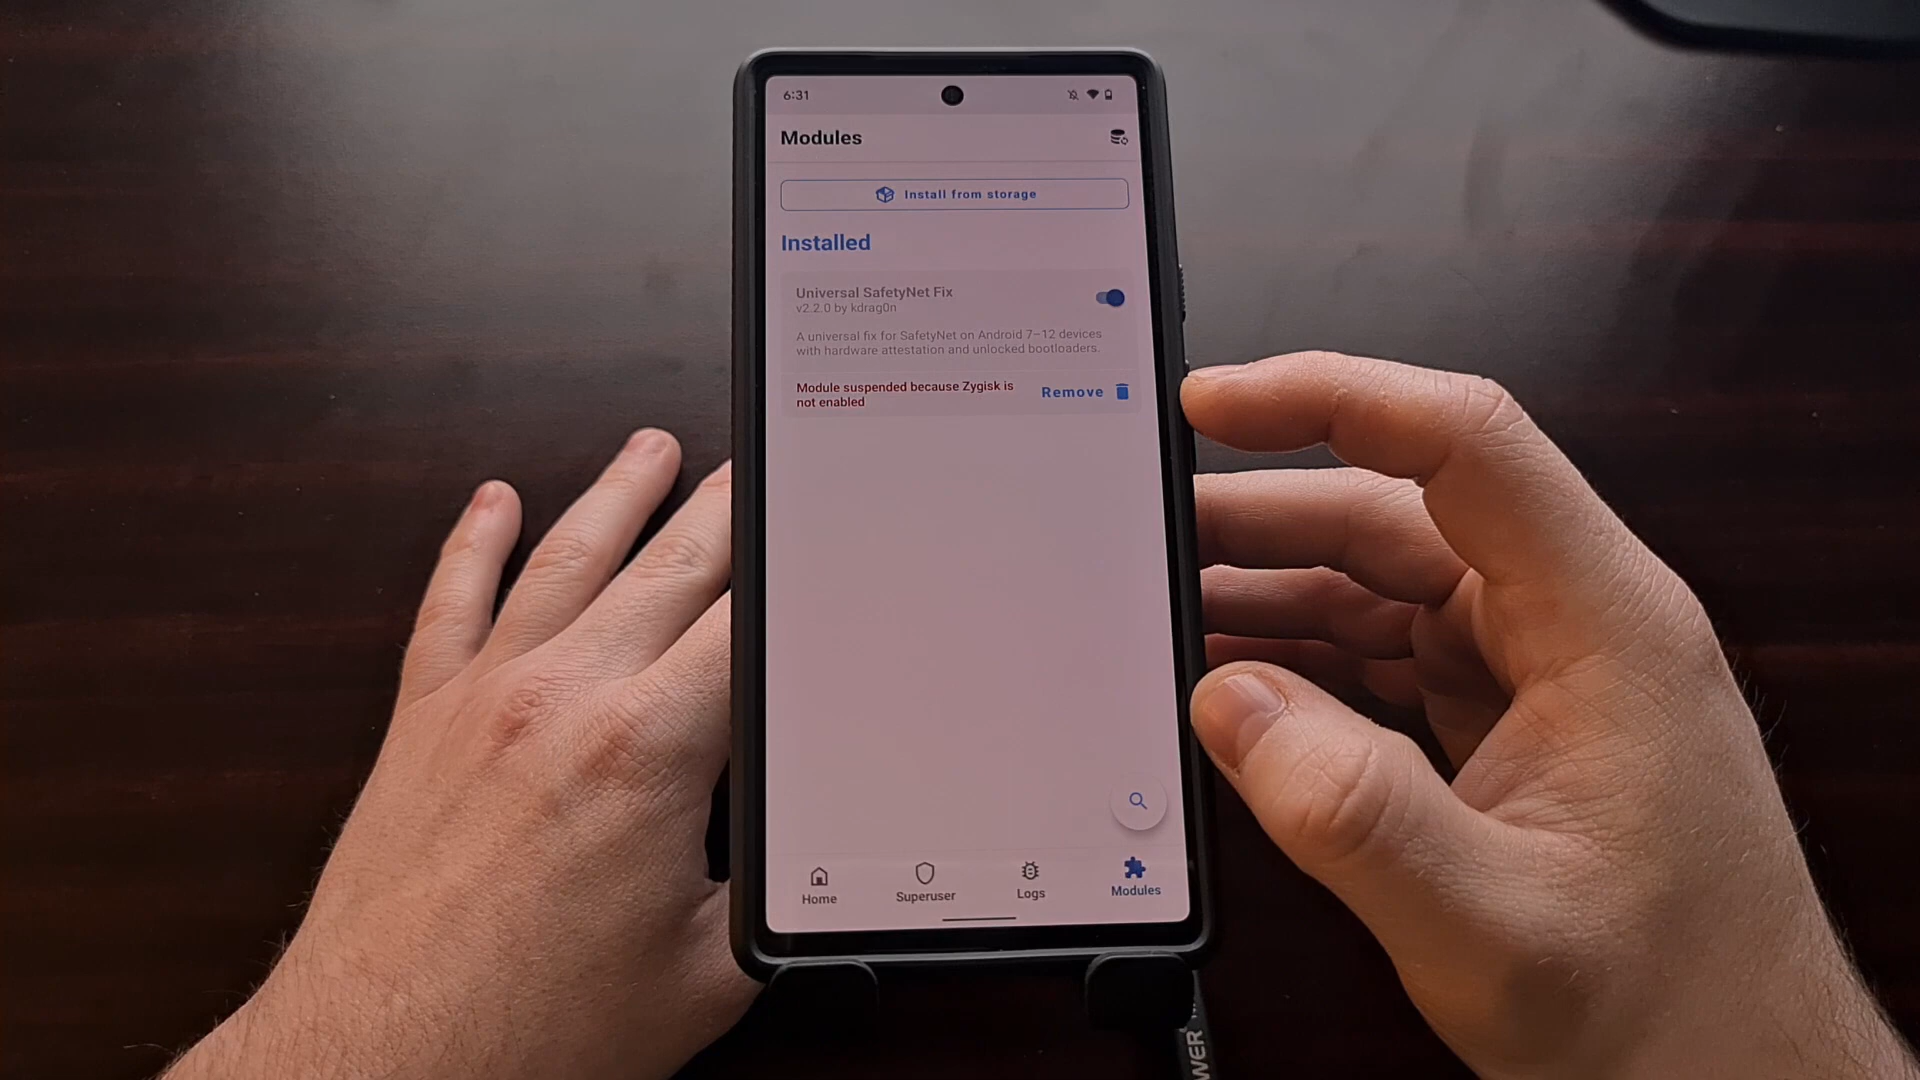 6:31
Modules
Install from storage
Installed
Universal SafetyNet Fix
v2.2.0 by kdrag0n
A universal fix for SafetyNet on Android 7–12 devices
with hardware attestation and unlocked bootloaders.
Module suspended because Zygisk is
not enabled
Remove
Home
Superuser
Logs
Modules
WER